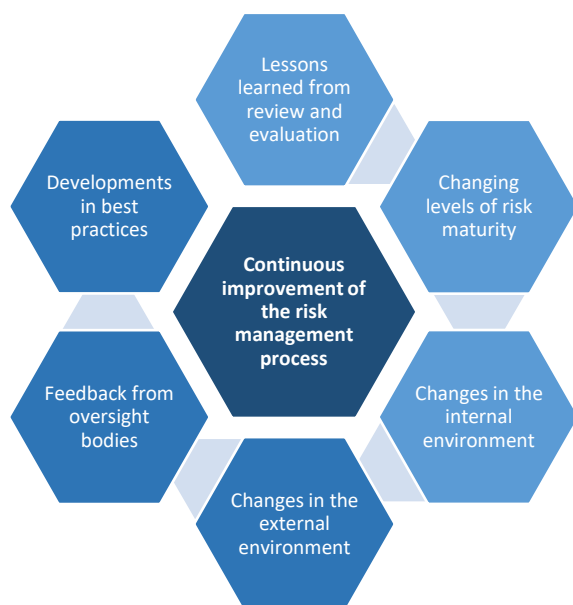 Lessons
learned from
review and
evaluation
Developments
in best
practices
Changing
levels of risk
maturity
Continuous
improvement of
the risk
management
process
Feedback from
oversight
bodies
Changes in the
internal
environment
Changes in the
external
environment